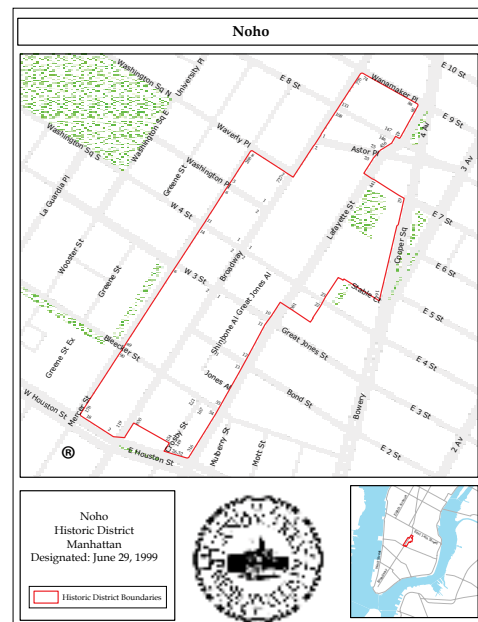 Noho
E 10 St
Washington Sq N
University Pl
E 8 St
Wanamaker Pl
E 9 St
4 Av
Washington Sq E
Waverly Pl
Astor Pl
Washington Sq S
3 Av
Washington Pl
Greene St
La Guardia Pl
W 4 St
Lafayette St
E 7 St
Cooper Sq
Wooster St
Broadway
E 6 St
Greene St
W 3 St
Great Jones Al
Stable Ct
E 5 St
Shinbone Al
Bleecker St
Great Jones St
Greene St Ex
E 4 St
Jones Al
Bond St
Bowery
W Houston St
Mercer St
E 3 St
Crosby St
Mulberry St
Mott St
E 2 St
2 Av
E Houston St
®
Noho
Historic District
Manhattan
Designated: June 29, 1999
Historic District Boundaries